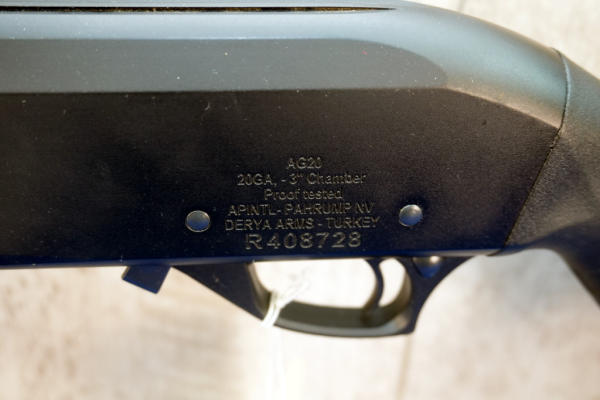 AG20
20GA, - 3" Chamber
Proof tested
APINTL- PAHRUMP NV
DERYA ARMS - TURKEY
R408728